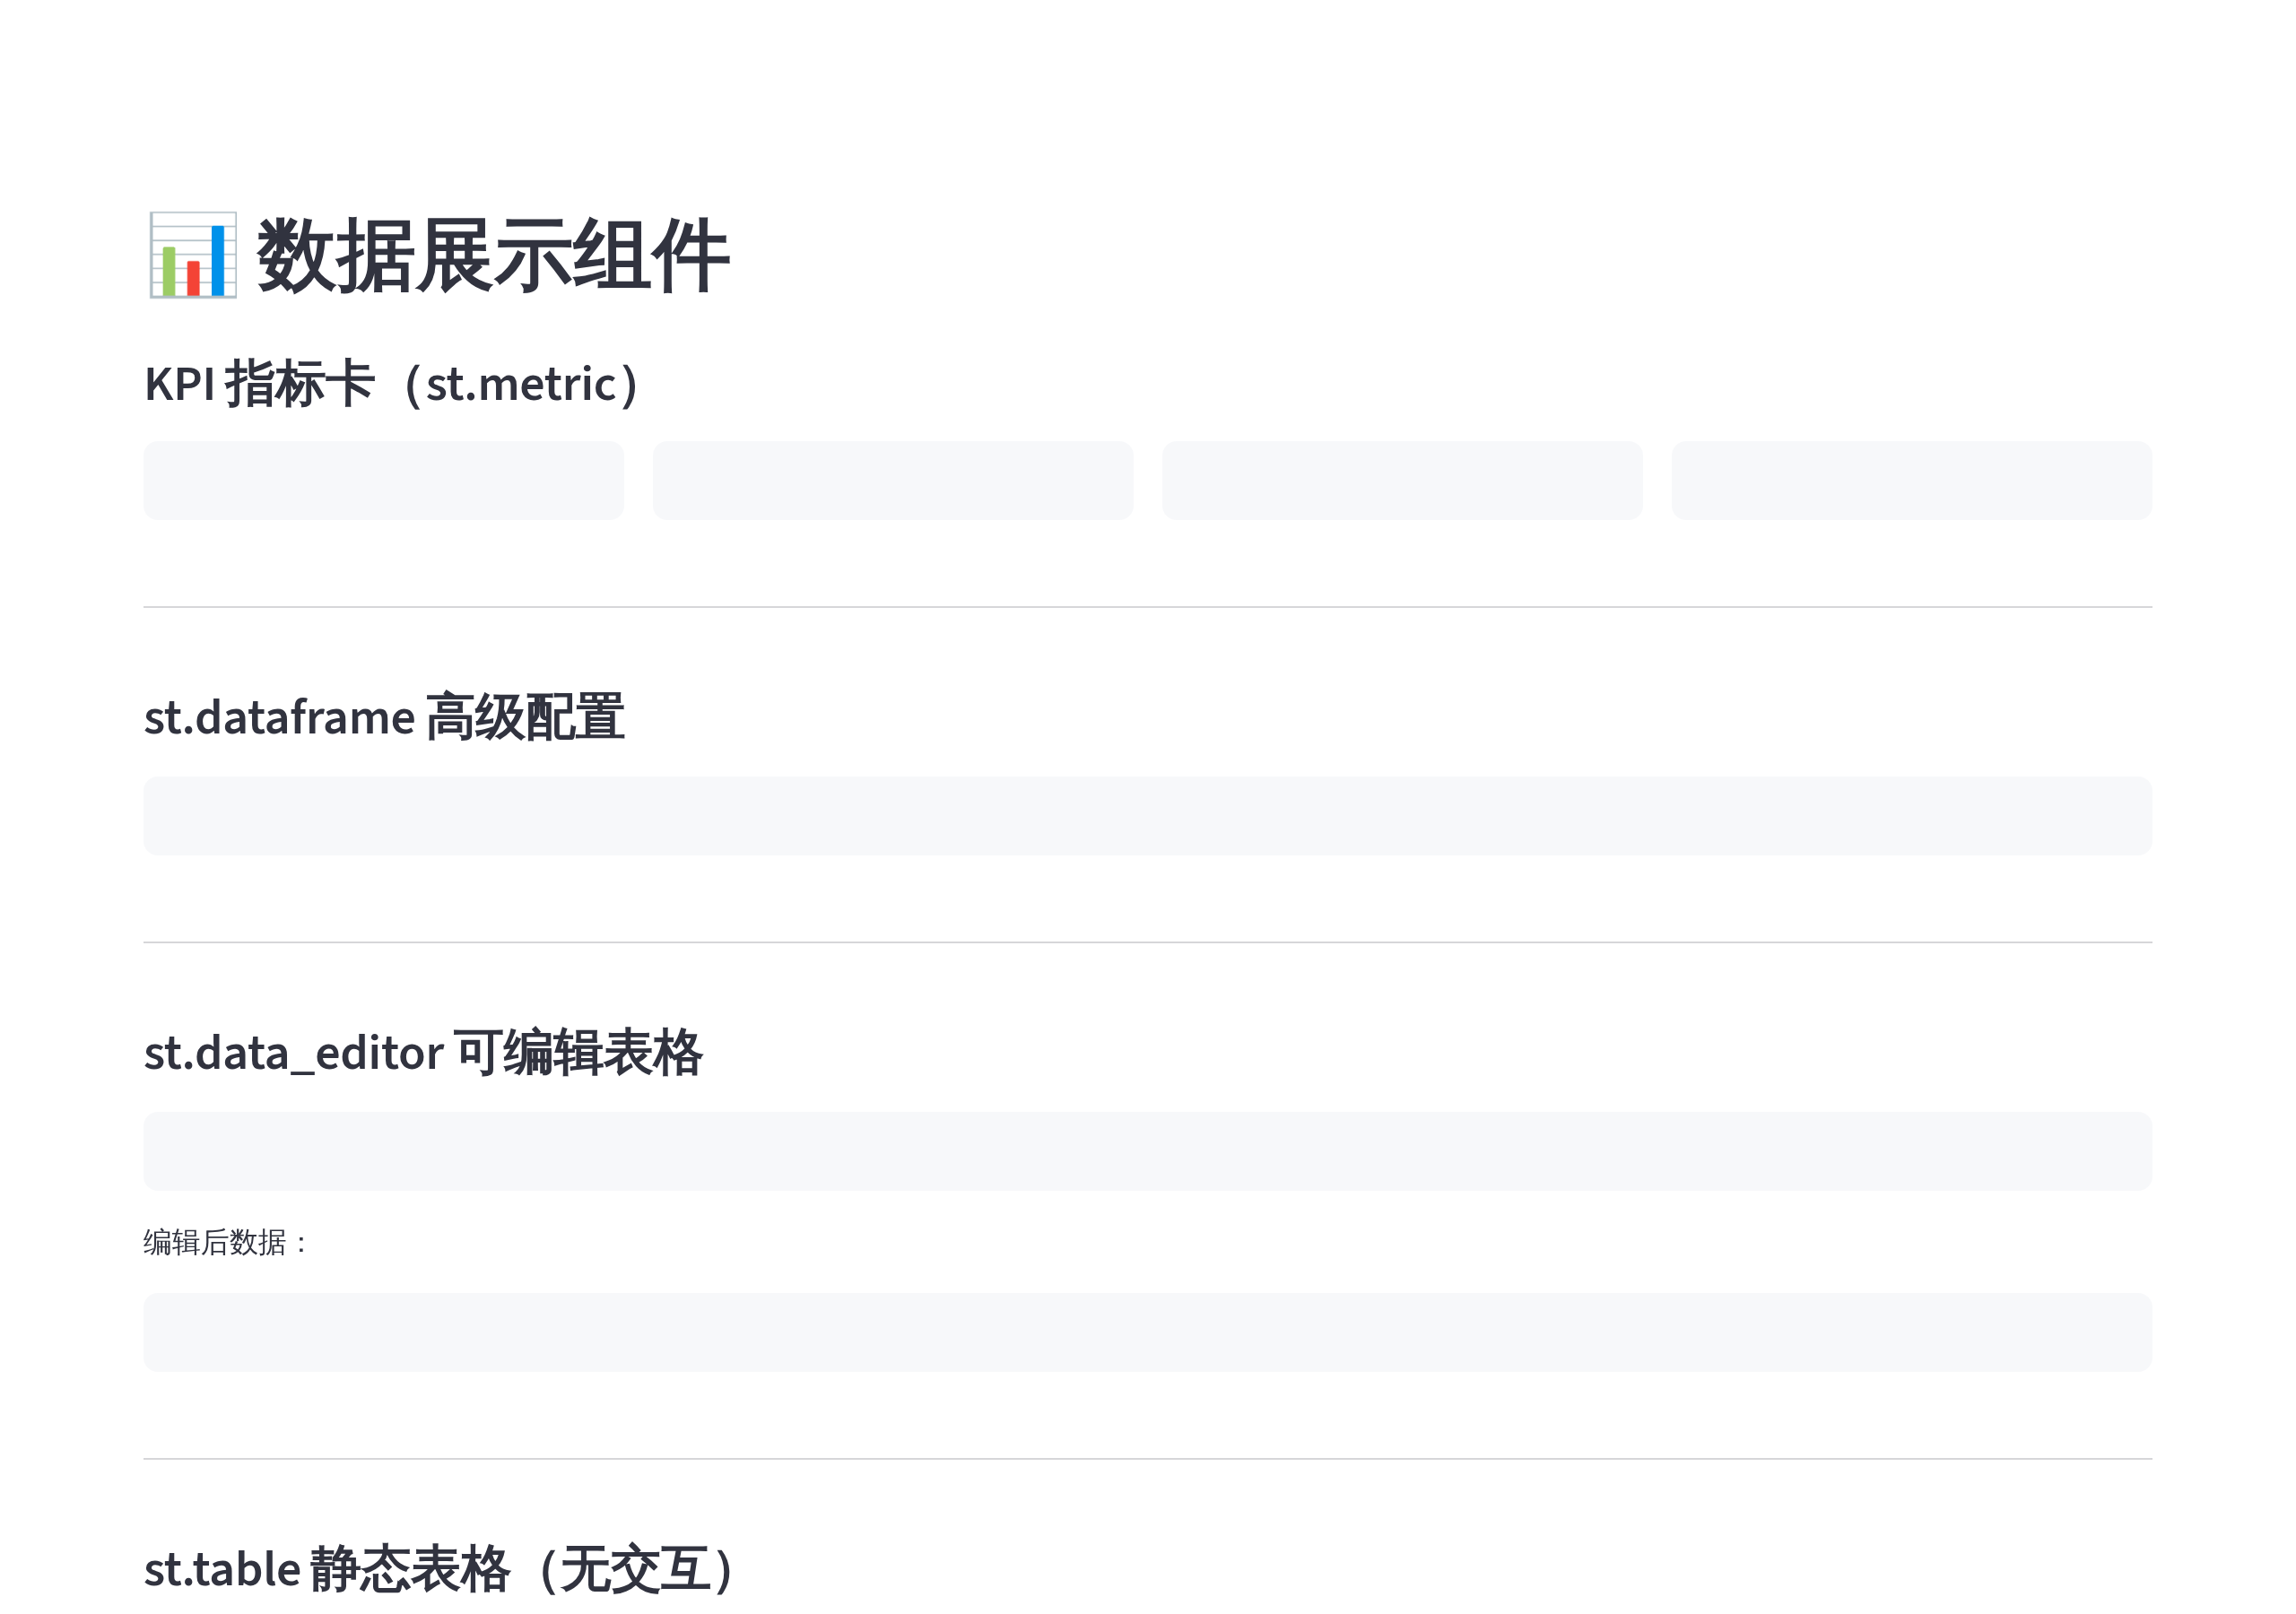 📊 数据展示组件
KPI 指标卡（st.metric）
st.dataframe 高级配置
st.data_editor 可编辑表格
编辑后数据：
st.table 静态表格（无交互）